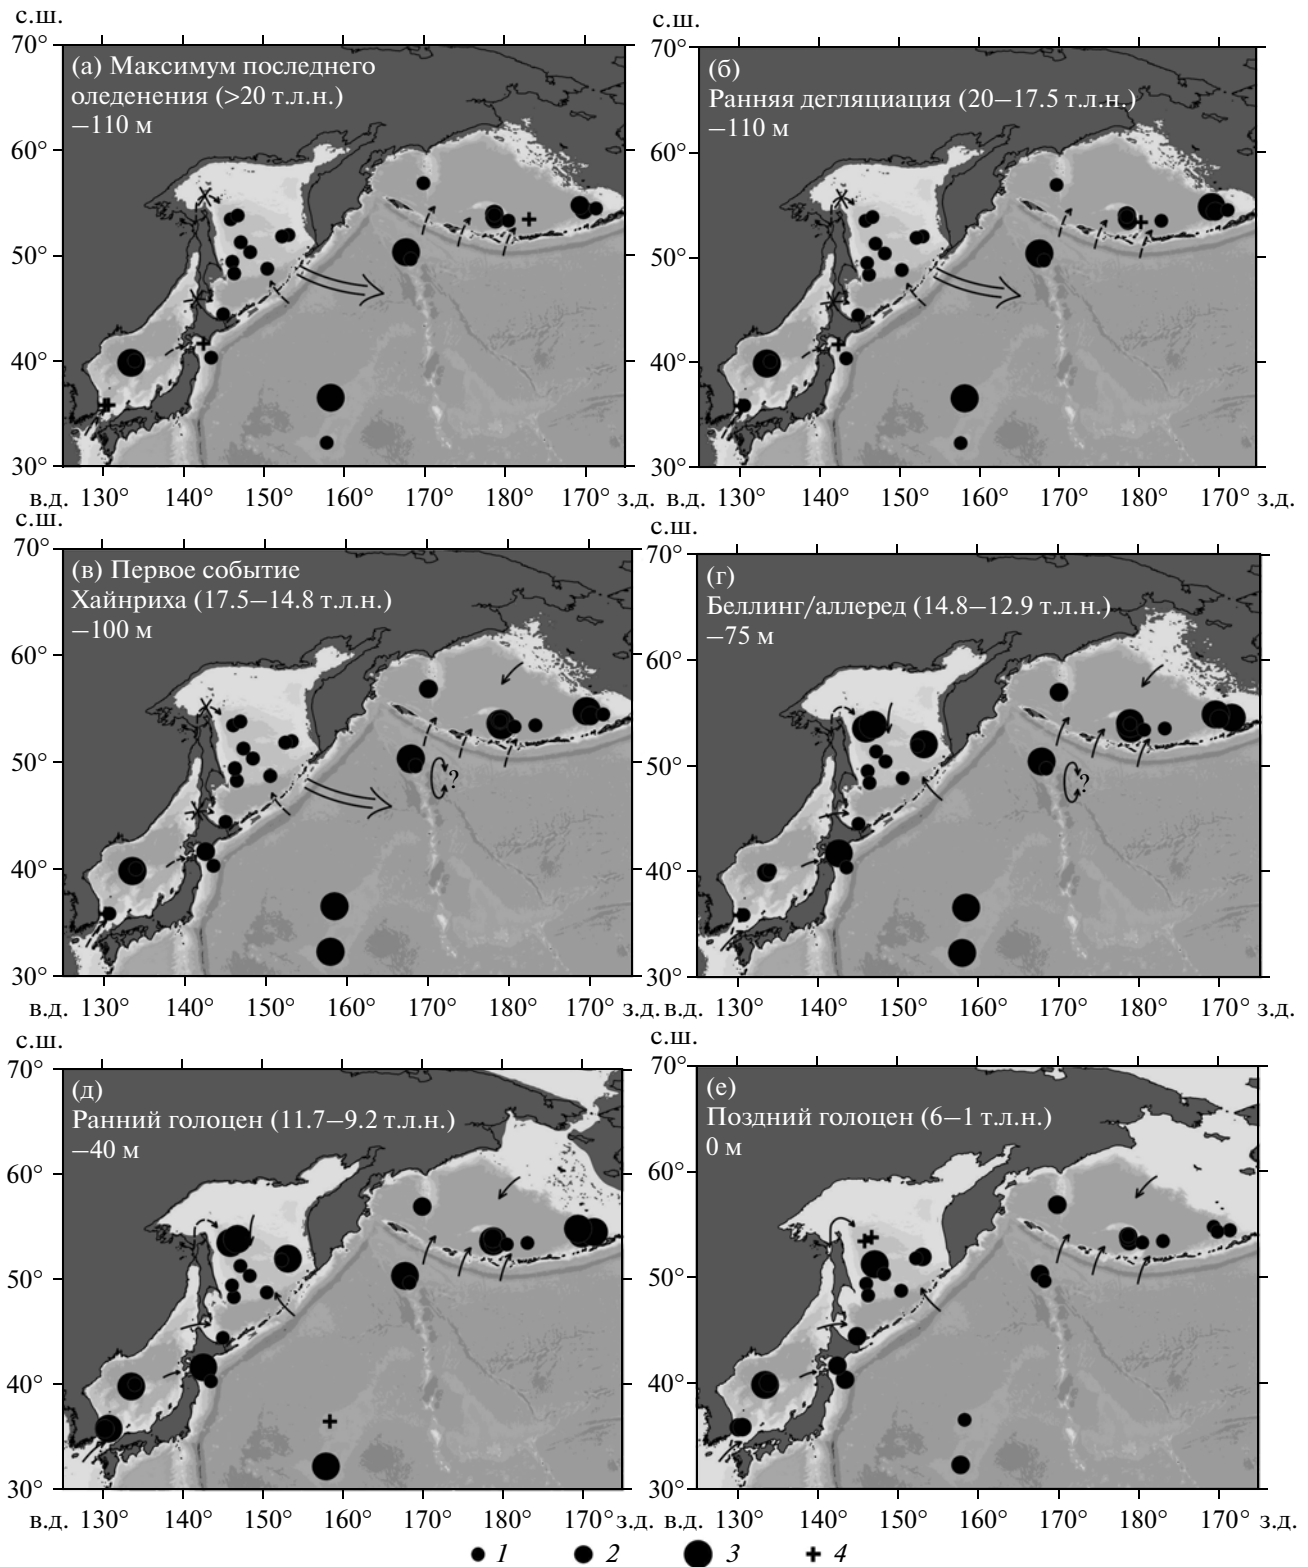 с.ш.
70°
60°
50°
40°
30°
(а) Максимум последнего
оледенения (>20 т.л.н.)
−110 м
в.д. 130° 140° 150° 160° 170° 180° 170° з.д.
с.ш.
70°
60°
50°
40°
30°
(б)
Ранняя дегляциация (20−17.5 т.л.н.)
−110 м
в.д. 130° 140° 150° 160° 170° 180° 170° з.д.
с.ш.
70°
60°
50°
40°
30°
(в) Первое событие
Хайнриха (17.5−14.8 т.л.н.)
−100 м
?
в.д. 130° 140° 150° 160° 170° 180° 170° з.д.
70°
60°
50°
40°
30°
(г)
Беллинг/аллеред (14.8−12.9 т.л.н.)
−75 м
?
в.д. 130° 140° 150° 160° 170° 180° 170° з.д.
с.ш.
70°
60°
50°
40°
30°
(д)
Ранний голоцен (11.7−9.2 т.л.н.)
−40 м
в.д. 130° 140° 150° 160° 170° 180° 170° з.д.
с.ш.
70°
60°
50°
40°
30°
(е)
Поздний голоцен (6−1 т.л.н.)
0 м
в.д. 130° 140° 150° 160° 170° 180° 170° з.д.
1 2 3 4